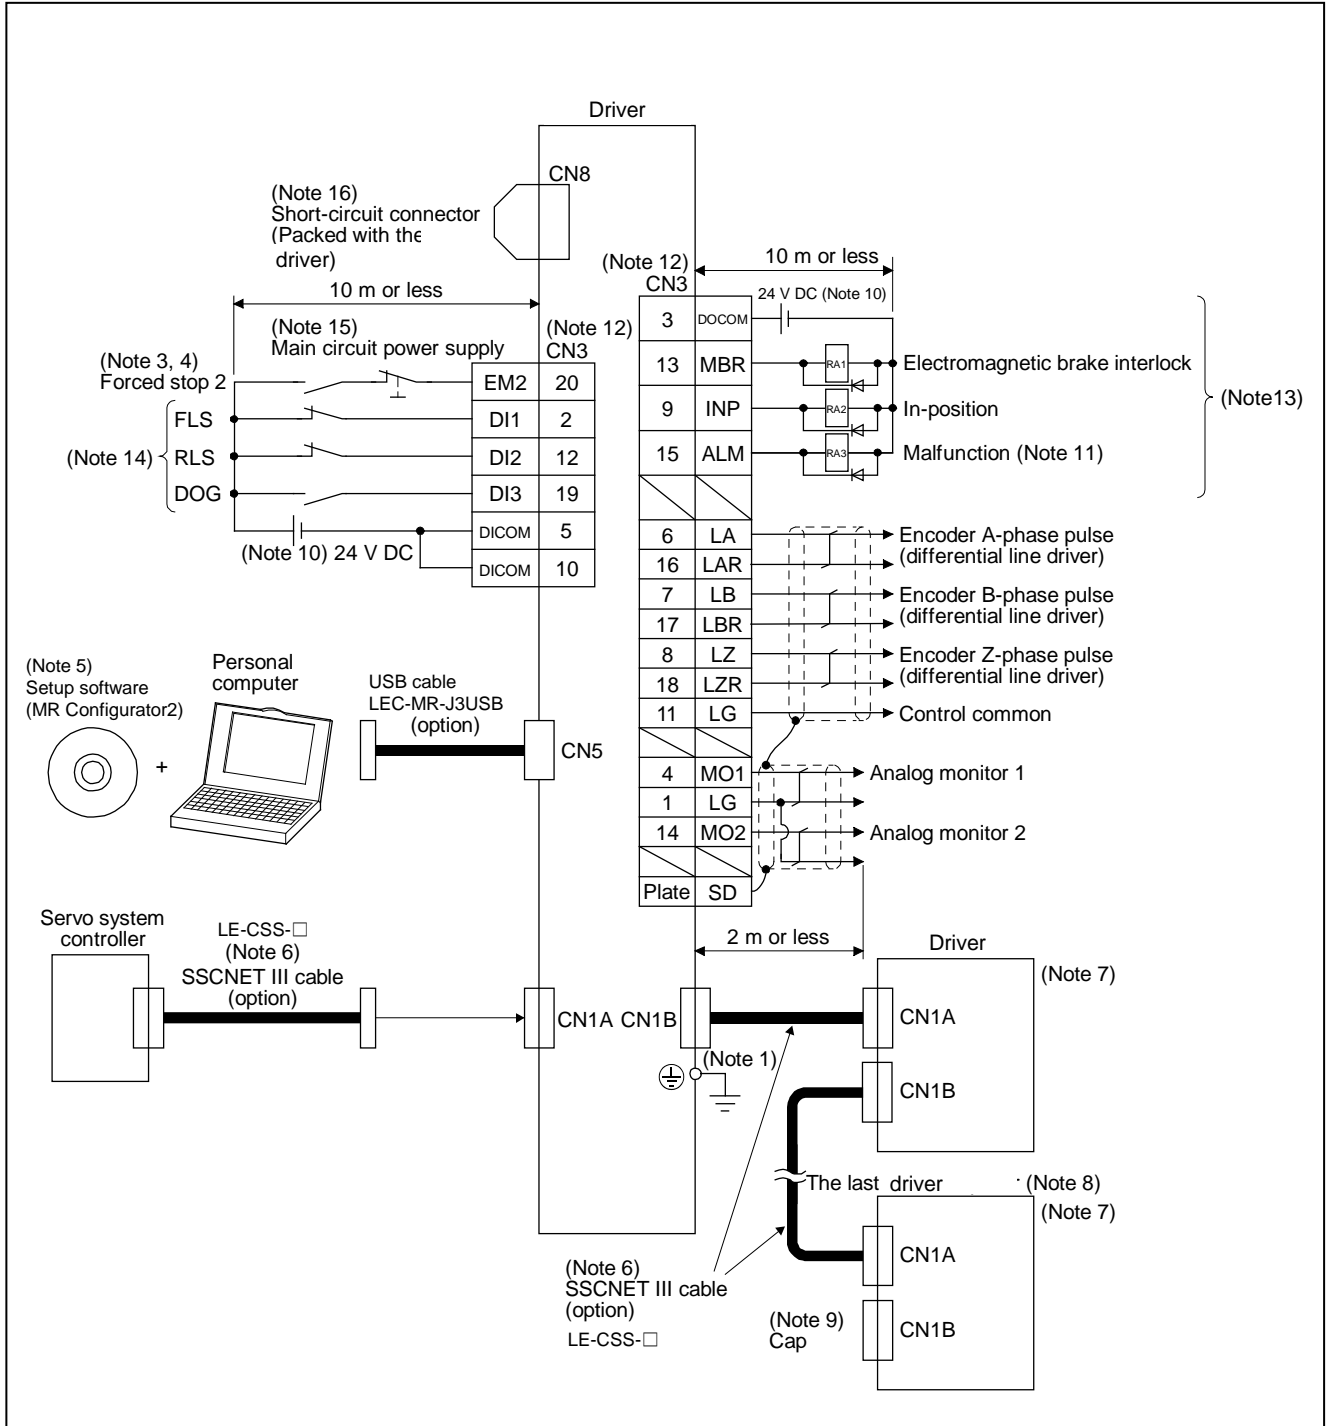 Driver
CN8
(Note 16)
Short-circuit connector
(Packed with the
driver)
10 m or less
(Note 15)
Main circuit power supply
(Note 12)
CN3
(Note 3, 4)
Forced stop 2
EM2 20
FLS
DI1 2
(Note 14)
RLS
DI2 12
DOG
DI3 19
DICOM 5
(Note 10) 24 V DC
DICOM 10
(Note 12)
CN3
10 m or less
24 V DC (Note 10)
3 DOCOM
13 MBR RA1 Electromagnetic brake interlock
9 INP RA2 In-position
15 ALM RA3 Malfunction (Note 11)
(Note13)
6 LA Encoder A-phase pulse
(differential line driver)
16 LAR
7 LB Encoder B-phase pulse
(differential line driver)
17 LBR
8 LZ Encoder Z-phase pulse
(differential line driver)
18 LZR
11 LG Control common
4 MO1 Analog monitor 1
1 LG
14 MO2 Analog monitor 2
Plate SD
2 m or less
(Note 5)
Setup software
(MR Configurator2)
+
Personal
computer
USB cable
LEC-MR-J3USB
(option)
CN5
Servo system
controller
LE-CSS-□
(Note 6)
SSCNET III cable
(option)
CN1A CN1B
(Note 1)
Driver
(Note 7)
CN1A
CN1B
The last driver (Note 8)
(Note 7)
CN1A
CN1B
(Note 6)
SSCNET III cable
(option)
LE-CSS-□
(Note 9)
Cap